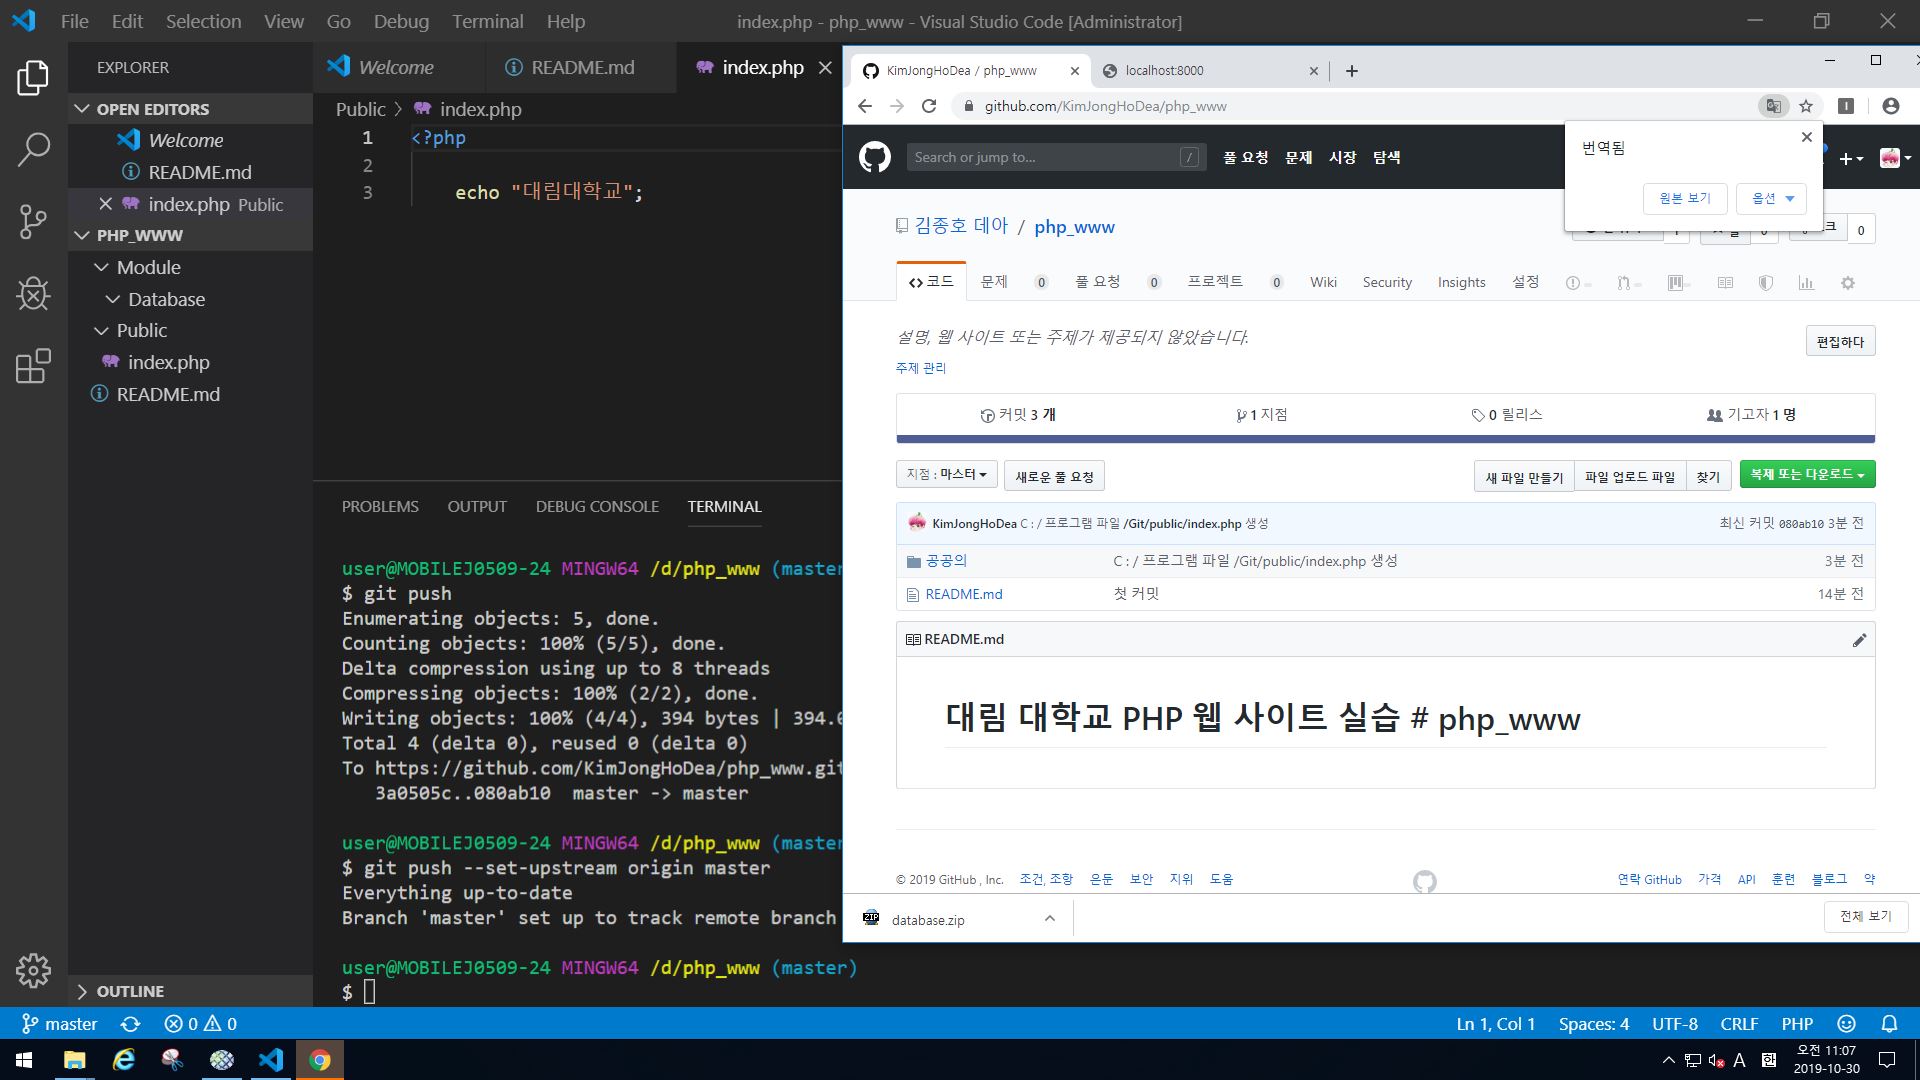 File Edit Selection View Go Debug Terminal Help
index.php - php_www - Visual Studio Code [Administrator]
EXPLORER
OPEN EDITORS
Welcome
README.md
index.php Public
PHP_WWW
Module
Database
Public
index.php
README.md
OUTLINE
Welcome README.md index.php
Public index.php
1 <?php
2
3 echo "대림대학교";
PROBLEMS OUTPUT DEBUG CONSOLE TERMINAL
user@MOBILEJ0509-24 MINGW64 /d/php_www (master
$ git push
Enumerating objects: 5, done.
Counting objects: 100% (5/5), done.
Delta compression using up to 8 threads
Compressing objects: 100% (2/2), done.
Writing objects: 100% (4/4), 394 bytes | 394.0
Total 4 (delta 0), reused 0 (delta 0)
To https://github.com/KimJongHoDea/php_www.git
3a0505c..080ab10 master -> master
user@MOBILEJ0509-24 MINGW64 /d/php_www (master
$ git push --set-upstream origin master
Everything up-to-date
Branch 'master' set up to track remote branch
user@MOBILEJ0509-24 MINGW64 /d/php_www (master)
$
KimJongHoDea / php_www
localhost:8000
github.com/KimJongHoDea/php_www
Search or jump to... /
풀 요청 문제 시장 탐색
번역됨
원본 보기 옵션
김종호 데아 / php_www
크 0
코드 문제 0 풀 요청 0 프로젝트 0 Wiki Security Insights 설정
설명, 웹 사이트 또는 주제가 제공되지 않았습니다.
편집하다
주제 관리
커밋 3 개 1 지점 0 릴리스 기고자 1 명
지점 : 마스터 새로운 풀 요청 새 파일 만들기 파일 업로드 파일 찾기 복제 또는 다운로드
KimJongHoDea C : / 프로그램 파일 /Git/public/index.php 생성 최신 커밋 080ab10 3분 전
공공의 C : / 프로그램 파일 /Git/public/index.php 생성 3분 전
README.md 첫 커밋 14분 전
README.md
대림 대학교 PHP 웹 사이트 실습 # php_www
© 2019 GitHub , Inc. 조건, 조항 은둔 보안 지위 도움 연락 GitHub 가격 API 훈련 블로그 약
ZIP database.zip 전체 보기
master 0 0 Ln 1, Col 1 Spaces: 4 UTF-8 CRLF PHP
A 한 오전 11:07
2019-10-30